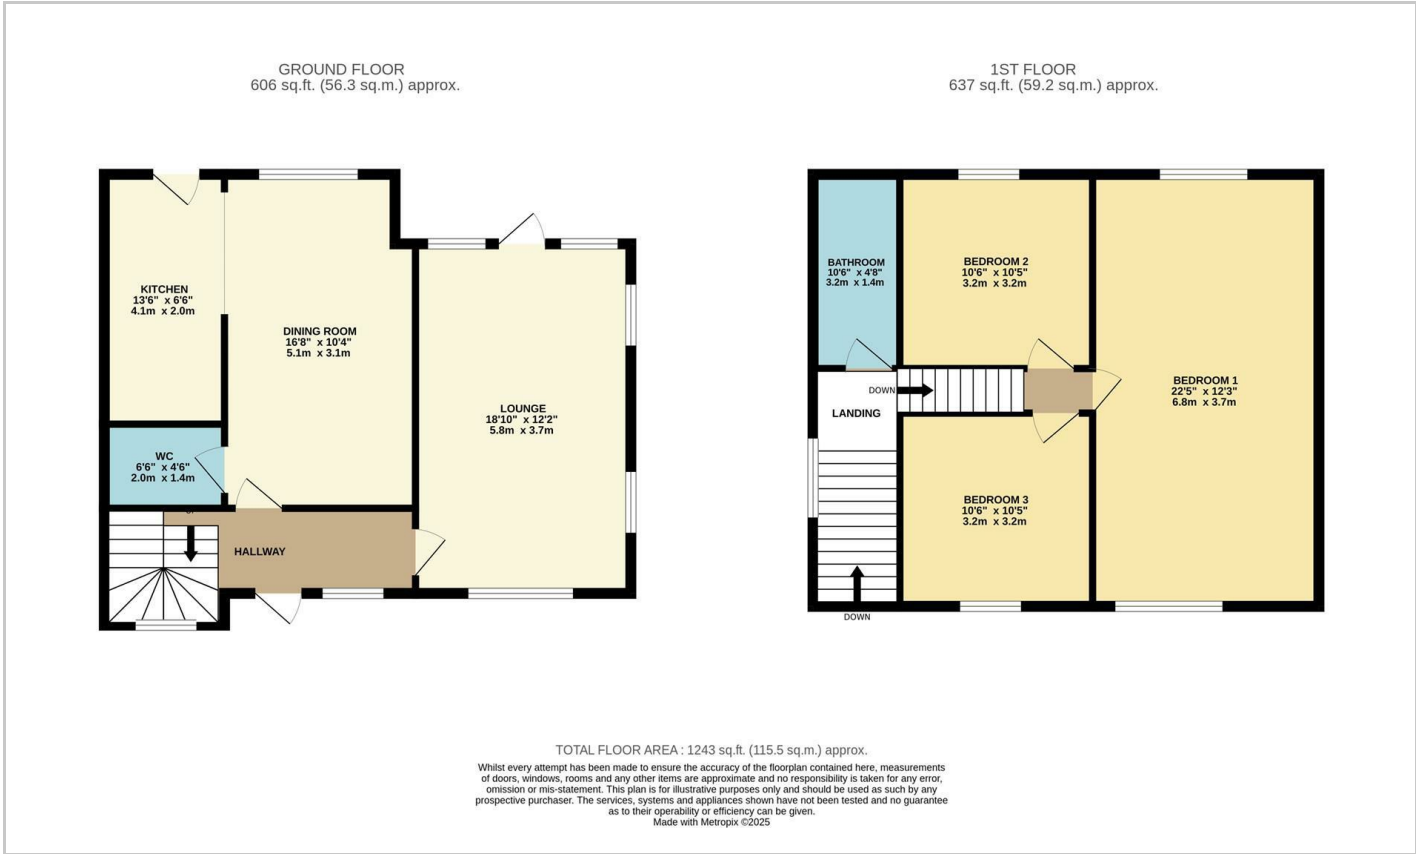 GROUND FLOOR
606 sq.ft. (56.3 sq.m.) approx.
KITCHEN
13'6" x 6'6"
4.1m x 2.0m
DINING ROOM
16'8" x 10'4"
5.1m x 3.1m
WC
6'6" x 4'6"
2.0m x 1.4m
LOUNGE
18'10" x 12'2"
5.8m x 3.7m
HALLWAY
1ST FLOOR
637 sq.ft. (59.2 sq.m.) approx.
BATHROOM
10'6" x 4'8"
3.2m x 1.4m
BEDROOM 2
10'6" x 10'5"
3.2m x 3.2m
BEDROOM 1
22'5" x 12'3"
6.8m x 3.7m
DOWN
LANDING
BEDROOM 3
10'6" x 10'5"
3.2m x 3.2m
DOWN
TOTAL FLOOR AREA : 1243 sq.ft. (115.5 sq.m.) approx.
Whilst every attempt has been made to ensure the accuracy of the floorplan contained here, measurements
of doors, windows, rooms and any other items are approximate and no responsibility is taken for any error,
omission or mis-statement. This plan is for illustrative purposes only and should be used as such by any
prospective purchaser. The services, systems and appliances shown have not been tested and no guarantee
as to their operability or efficiency can be given.
Made with Metropix ©2025